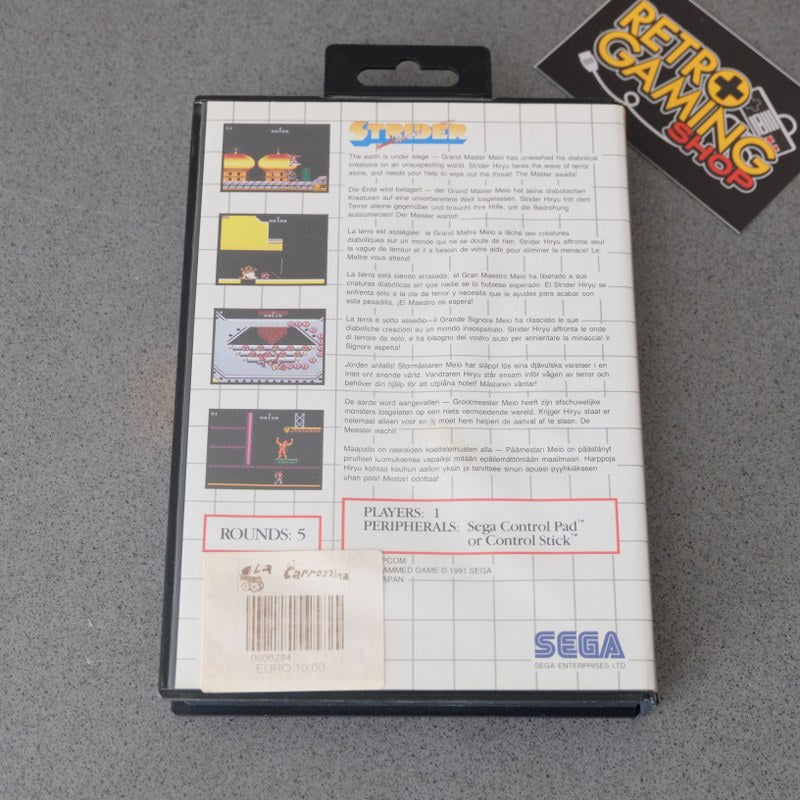 RETRO
GAMING
SHOP
STRIDER
The earth is under siege — Grand Master Meio has unleashed his diabolical
creations on an unsuspecting world. Strider Hiryu faces the wave of terror
alone, and needs your help to wipe out the threat! The Master awaits!
Die Erde wird belagert — der Grand Master Meio hat seine diabolischen
Kreaturen auf eine unvorbereitete Welt losgelassen. Strider Hiryu tritt dem
Terror alleine gegenüber und braucht Ihre Hilfe, um die Bedrohung
auszumerzen! Der Meister wartet!
La terre est assiégée: le Grand Maître Meio a lâché ses créatures
diaboliques sur un monde qui ne se doute de rien. Strider Hiryu affronte seul
la vague de terreur et il a besoin de votre aide pour éliminer la menace! Le
Maître vous attend!
La tierra está siendo arrasada; el Gran Maestro Meio ha liberado a sus
criaturas diabólicas sin que nadie se lo hubiese esperado. El Strider Hiryu se
enfrenta solo a la ola de terror y necesita que le ayudes para acabar con
esta pesadilla. ¡El Maestro os espera!
La terra è sotto assedio—il Grande Signore Meio ha rilasciato le sue
diaboliche creazioni su un mondo insospettato. Strider Hiryu affronta le onde
di terrore da solo, e ha bisogno del vostro aiuto per annientare la minaccia! Il
Signore aspetta!
Jorden anfalls! Stormästaren Meio har släppt lös sina djävulska varelser i en
intet ont anende värld. Vandraren Hiryu står ensam inför vågen av terror och
behöver din hjälp för att utplåna hotet! Mästaren väntar!
De aarde word aangevallen — Grootmeester Meio heeft zijn afschuwelijke
monsters losgelaten op een niets vermoedende wereld. Krijger Hiryu staat er
helemaal alleen voor en jij moet hem helpen de aanval af te slaan. De
Meester wacht!
Maapallo on raskaiden koettelemusten alla — Päämestari Meio on päästänyt
pirulliset luomuksensa vapaiksi mitään epäilemättömään maailmaan. Harppoja
Hiryu kohtaa kauhun aallon yksin ja tarvitsee sinun apuasi pyyhkiäkseen
uhan pois! Mestari odottaa!
ROUNDS: 5
PLAYERS: 1
PERIPHERALS: Sega Control Pad™
or Control Stick™
PCOM
AMMED GAME © 1991 SEGA
APAN
La Carrozzina
0006284
EURO 10,00
SEGA
SEGA ENTERPRISES LTD.